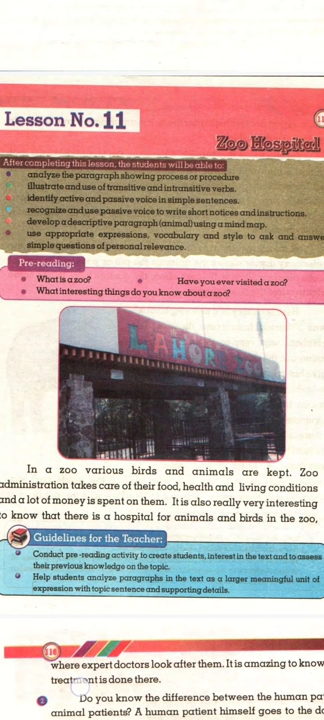 Lesson No. 11
11
Zoo Hospital
After completing this lesson, the students will be able to:
analyse the paragraph showing process or procedure
illustrate and use of transitive and intransitive verbs.
identify active and passive voice in simple sentences.
recognize and use passive voice to write short notices and instructions.
develop a descriptive paragraph (animal) using a mind map.
use appropriate expressions, vocabulary and style to ask and answe
simple questions of personal relevance.
Pre-reading:
What is a zoo?
Have you ever visited a zoo?
What interesting things do you know about a zoo?
LAHORE ZOO
In a zoo various birds and animals are kept. Zoo
administration takes care of their food, health and living conditions
and a lot of money is spent on them. It is also really very interesting
to know that there is a hospital for animals and birds in the zoo,
Guidelines for the Teacher:
Conduct pre-reading activity to create students, interest in the text and to assess
their previous knowledge on the topic.
Help students analyze paragraphs in the text as a larger meaningful unit of
expression with topic sentence and supporting details.
116
where expert doctors look after them. It is amazing to know
treatment is done there.
Do you know the difference between the human pa
animal patients? A human patient himself goes to the do